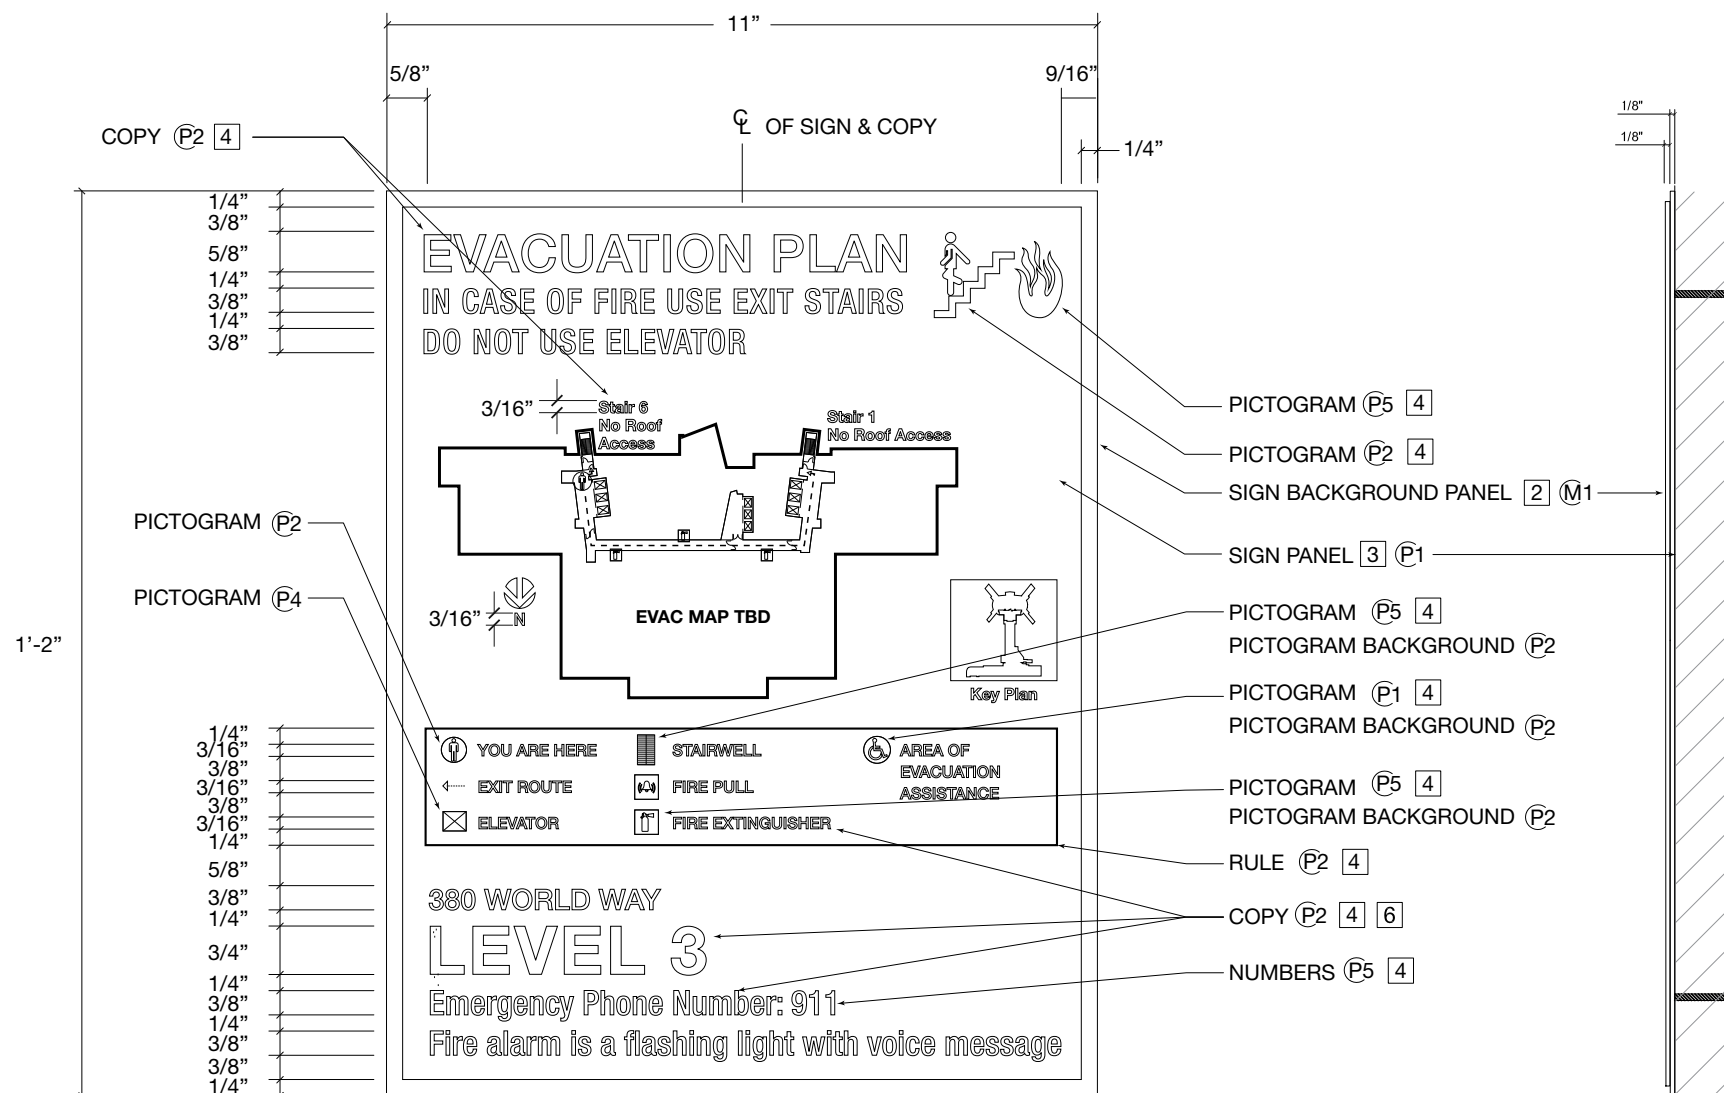 11”
5/8”
9/16”
1/8"
1/8"
COPY P2 4
℄ OF SIGN & COPY
1/4”
1/4”
3/8”
5/8”
1/4”
3/8”
1/4”
3/8”
EVACUATION PLAN
IN CASE OF FIRE USE EXIT STAIRS
DO NOT USE ELEVATOR
3/16”
Stair 6
No Roof
Access
Stair 1
No Roof Access
PICTOGRAM P5 4
PICTOGRAM P2 4
SIGN BACKGROUND PANEL 2 M1
SIGN PANEL 3 P1
PICTOGRAM P2
PICTOGRAM P4
3/16”
N
EVAC MAP TBD
Key Plan
1’-2”
PICTOGRAM P5 4
PICTOGRAM BACKGROUND P2
PICTOGRAM P1 4
PICTOGRAM BACKGROUND P2
PICTOGRAM P5 4
PICTOGRAM BACKGROUND P2
1/4”
3/16”
3/8”
3/16”
3/8”
3/16”
1/4”
5/8”
3/8”
1/4”
3/4”
1/4”
3/8”
1/4”
3/8”
3/8”
1/4”
YOU ARE HERE
EXIT ROUTE
ELEVATOR
STAIRWELL
FIRE PULL
FIRE EXTINGUISHER
AREA OF
EVACUATION
ASSISTANCE
RULE P2 4
COPY P2 4 6
NUMBERS P5 4
380 WORLD WAY
LEVEL 3
Emergency Phone Number: 911
Fire alarm is a flashing light with voice message